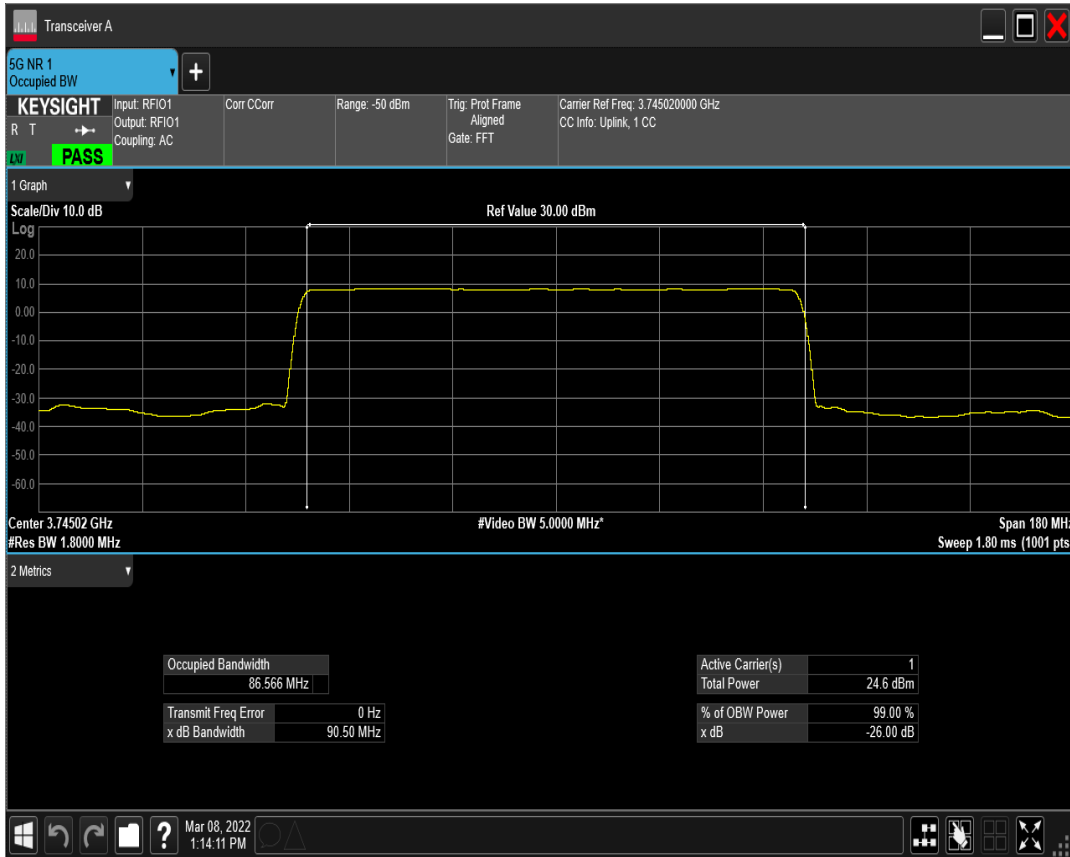 Transceiver A
5G NR 1
Occupied BW
KEYSIGHT
R T
LXI
PASS
Input: RFIO1
Output: RFIO1
Coupling: AC
Corr CCorr
Range: -50 dBm
Trig: Prot Frame
Aligned
Gate: FFT
Carrier Ref Freq: 3.745020000 GHz
CC Info: Uplink, 1 CC
1 Graph
Scale/Div 10.0 dB
Ref Value 30.00 dBm
Log
20.0
10.0
0.00
-10.0
-20.0
-30.0
-40.0
-50.0
-60.0
Center 3.74502 GHz
#Video BW 5.0000 MHz*
Span 180 MHz
#Res BW 1.8000 MHz
Sweep 1.80 ms (1001 pts
2 Metrics
Occupied Bandwidth
86.566 MHz
Transmit Freq Error 0 Hz
x dB Bandwidth 90.50 MHz
Active Carrier(s) 1
Total Power 24.6 dBm
% of OBW Power 99.00 %
x dB -26.00 dB
?
Mar 08, 2022
1:14:11 PM